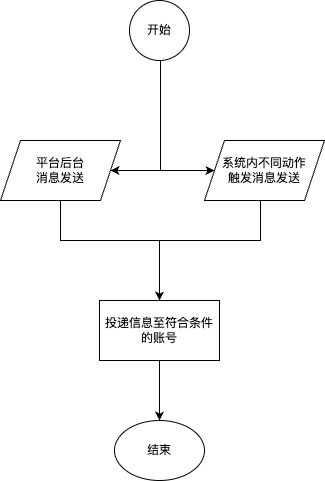 开始
平台后台
消息发送
系统内不同动作
触发消息发送
投递信息至符合条件
的账号
结束